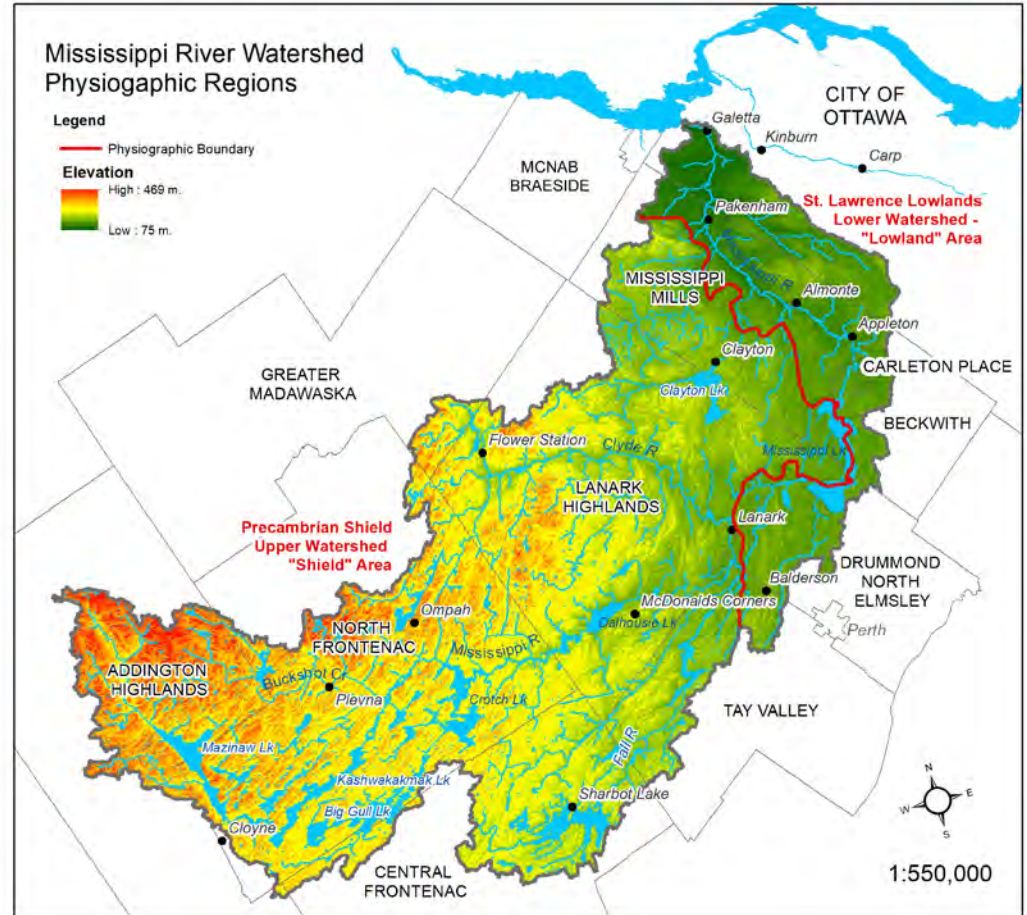 Mississippi River Watershed
Physiogaphic Regions
Legend
Physiographic Boundary
Elevation
High : 469 m.
Low : 75 m.
CITY OF
OTTAWA
Galetta
Kinburn
Carp
MCNAB
BRAESIDE
St. Lawrence Lowlands
Lower Watershed -
"Lowland" Area
Pakenham
Mississippi R
MISSISSIPPI
MILLS
Almonte
Appleton
Clayton
CARLETON PLACE
Clayton Lk
GREATER
MADAWASKA
BECKWITH
Flower Station
Clyde R
Mississippi Lk
LANARK
HIGHLANDS
Precambrian Shield
Upper Watershed
"Shield" Area
Lanark
DRUMMOND
NORTH
ELMSLEY
Balderson
McDonalds Corners
Dalhousie Lk
Perth
Ompah
NORTH
FRONTENAC
Mississippi R
ADDINGTON
HIGHLANDS
Buckshot Cr
Plevna
Crotch Lk
TAY VALLEY
Mazinaw Lk
Fall R
Kashwakakmak Lk
Big Gull Lk
Sharbot Lake
Cloyne
CENTRAL
FRONTENAC
N
W
E
S
1:550,000